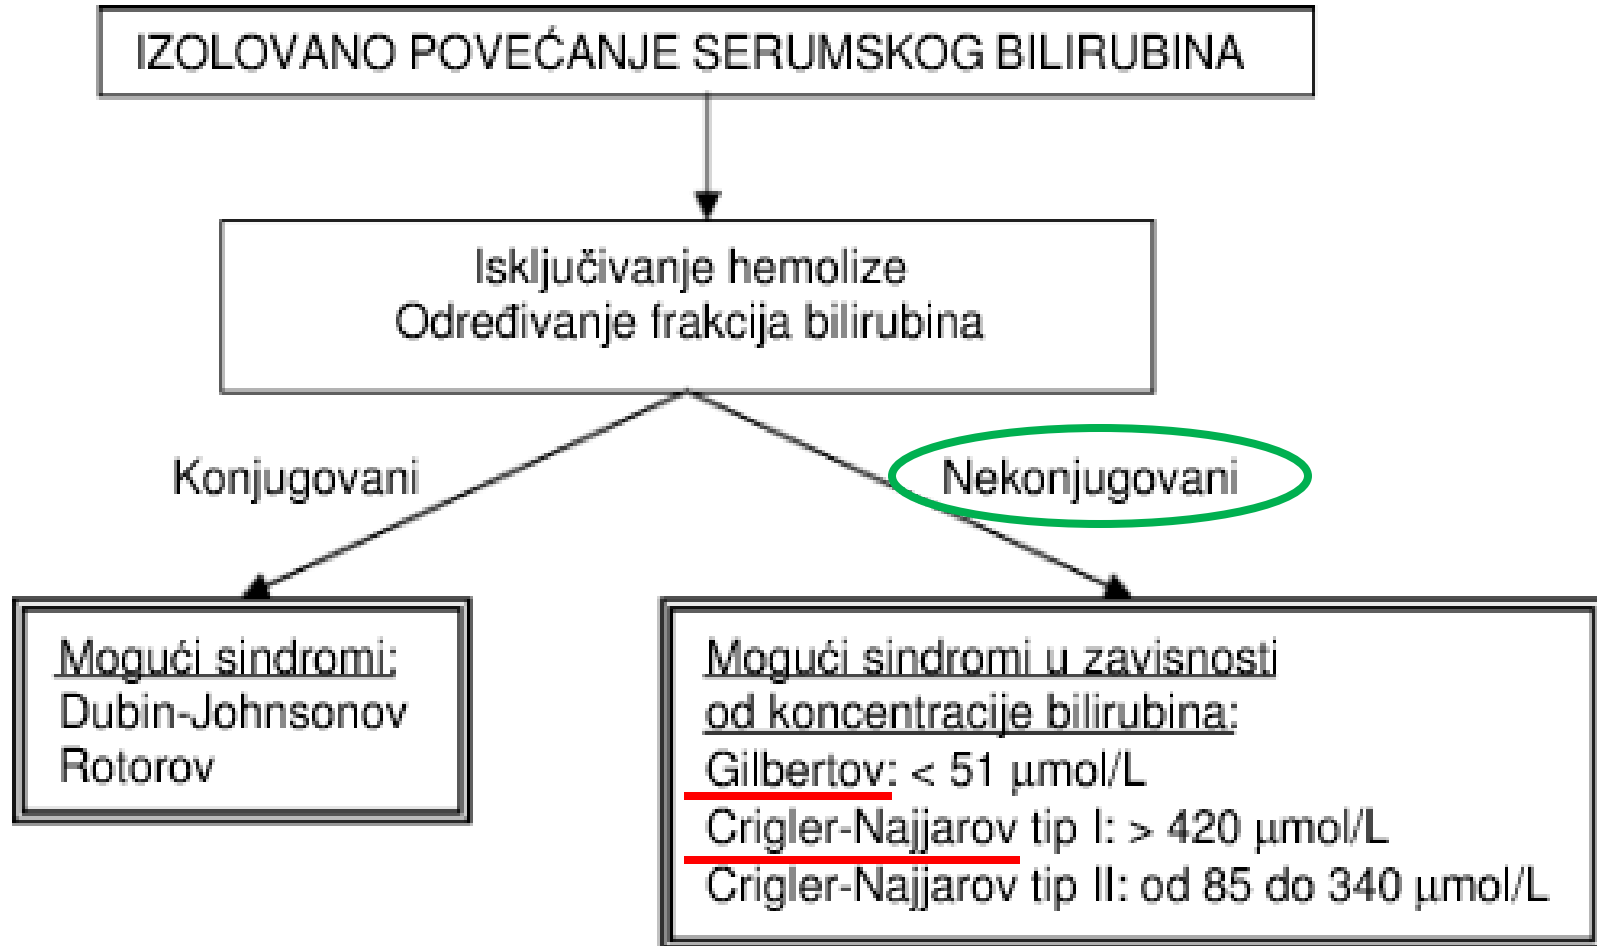 IZOLOVANO POVEĆANJE SERUMSKOG BILIRUBINA
Isključivanje hemolize
Određivanje frakcija bilirubina
Konjugovani
Nekonjugovani
Mogući sindromi:
Dubin-Johnsonov
Rotorov
Mogući sindromi u zavisnosti
od koncentracije bilirubina:
Gilbertov: < 51 µmol/L
Crigler-Najjarov tip I: > 420 µmol/L
Crigler-Najjarov tip II: od 85 do 340 µmol/L